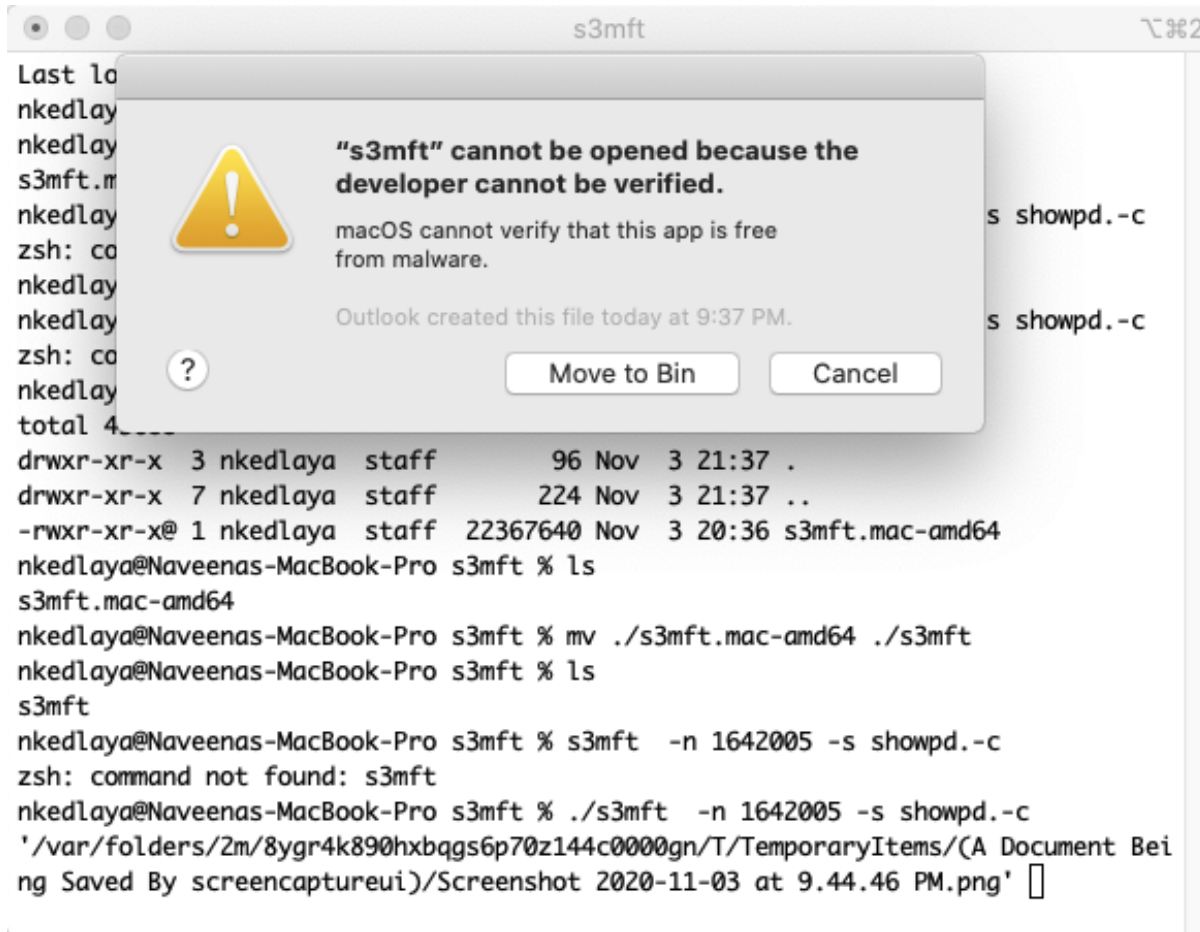 s3mft
⌥⌘2
Last lo
nkedlay
nkedlay
s3mft.m
nkedlay s showpd.-c
zsh: co
nkedlay
nkedlay s showpd.-c
zsh: co
nkedlay
total 4
“s3mft” cannot be opened because the
developer cannot be verified.
macOS cannot verify that this app is free
from malware.
Outlook created this file today at 9:37 PM.
?
Move to Bin
Cancel
drwxr-xr-x 3 nkedlaya staff 96 Nov 3 21:37 .
drwxr-xr-x 7 nkedlaya staff 224 Nov 3 21:37 ..
-rwxr-xr-x@ 1 nkedlaya staff 22367640 Nov 3 20:36 s3mft.mac-amd64
nkedlaya@Naveenas-MacBook-Pro s3mft % ls
s3mft.mac-amd64
nkedlaya@Naveenas-MacBook-Pro s3mft % mv ./s3mft.mac-amd64 ./s3mft
nkedlaya@Naveenas-MacBook-Pro s3mft % ls
s3mft
nkedlaya@Naveenas-MacBook-Pro s3mft % s3mft -n 1642005 -s showpd.-c
zsh: command not found: s3mft
nkedlaya@Naveenas-MacBook-Pro s3mft % ./s3mft -n 1642005 -s showpd.-c
'/var/folders/2m/8ygr4k890hxbqgs6p70z144c0000gn/T/TemporaryItems/(A Document Bei
ng Saved By screencaptureui)/Screenshot 2020-11-03 at 9.44.46 PM.png'